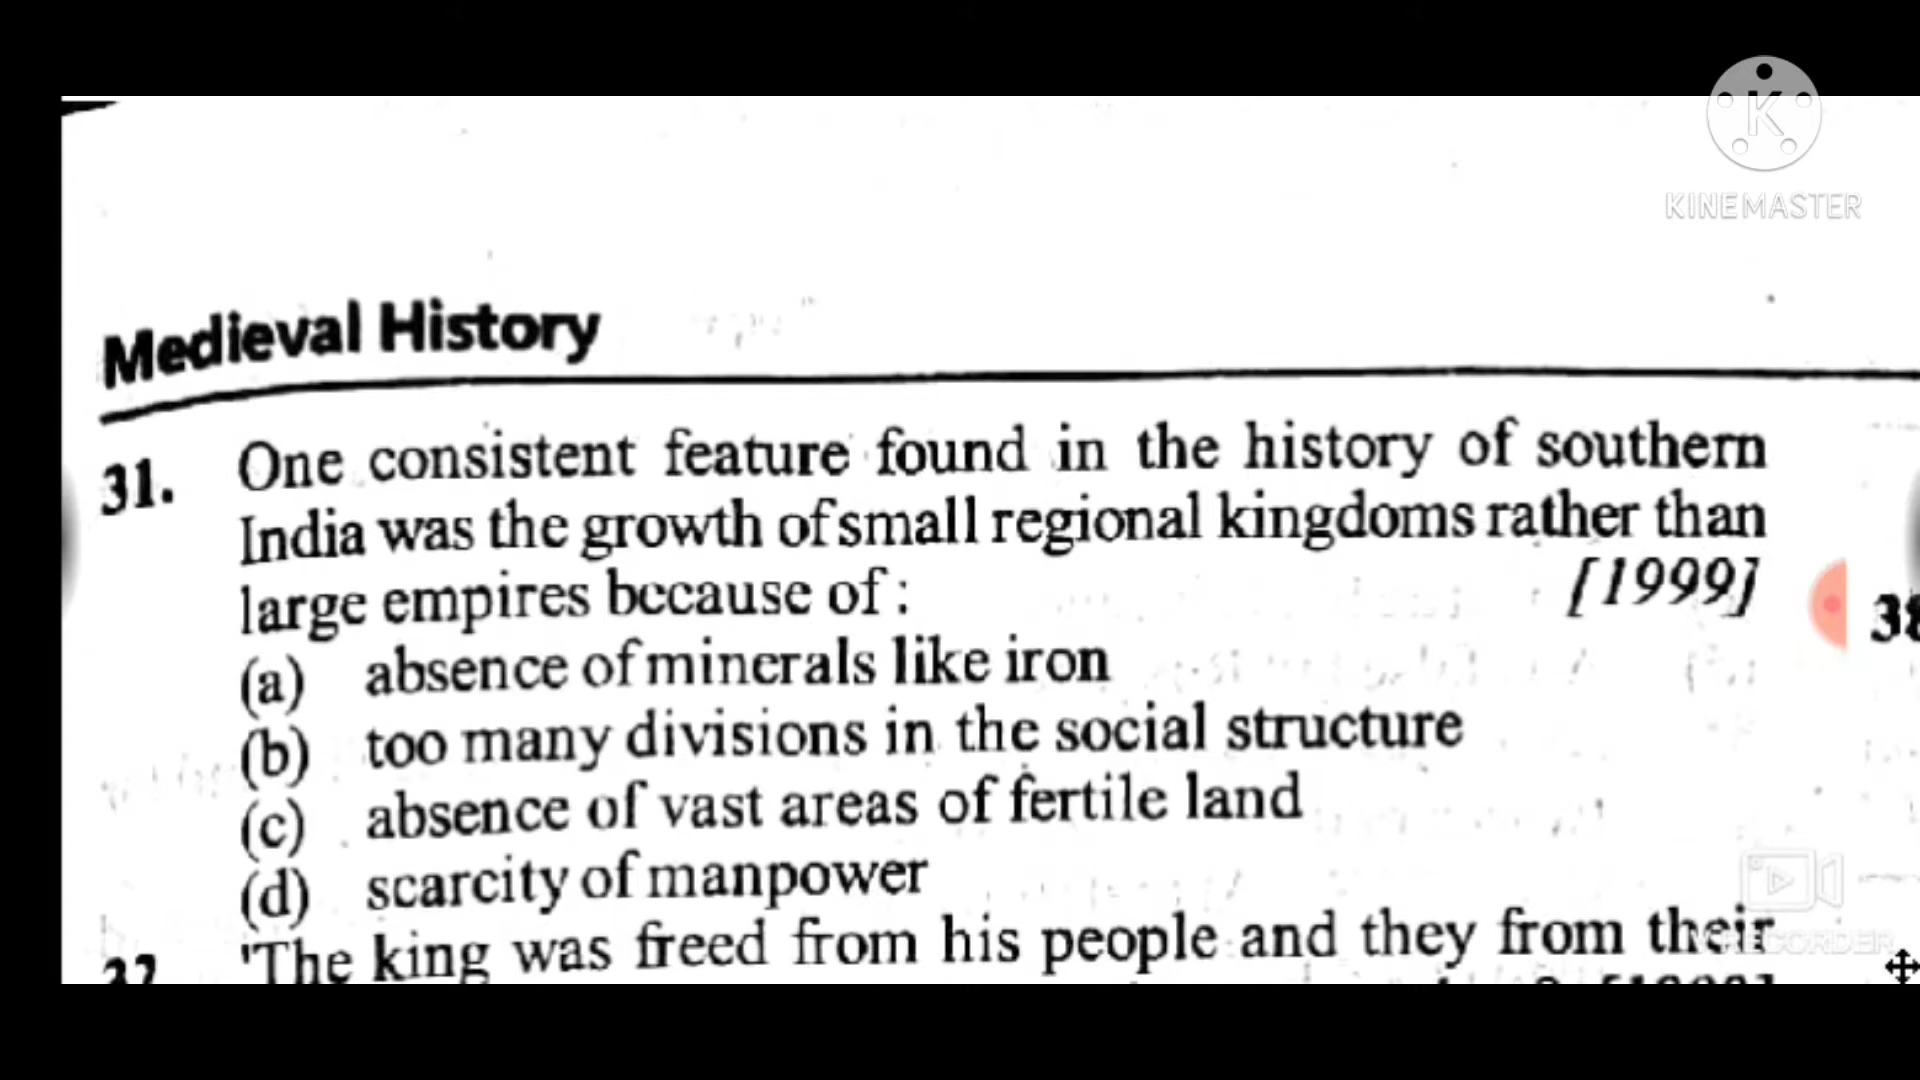 KINEMASTER
Medieval History
31. One consistent feature found in the history of southern
India was the growth of small regional kingdoms rather than
large empires because of : [1999]
(a) absence of minerals like iron
(b) too many divisions in the social structure
(c) absence of vast areas of fertile land
(d) scarcity of manpower
'The king was freed from his people and they from their
38
RECORDER